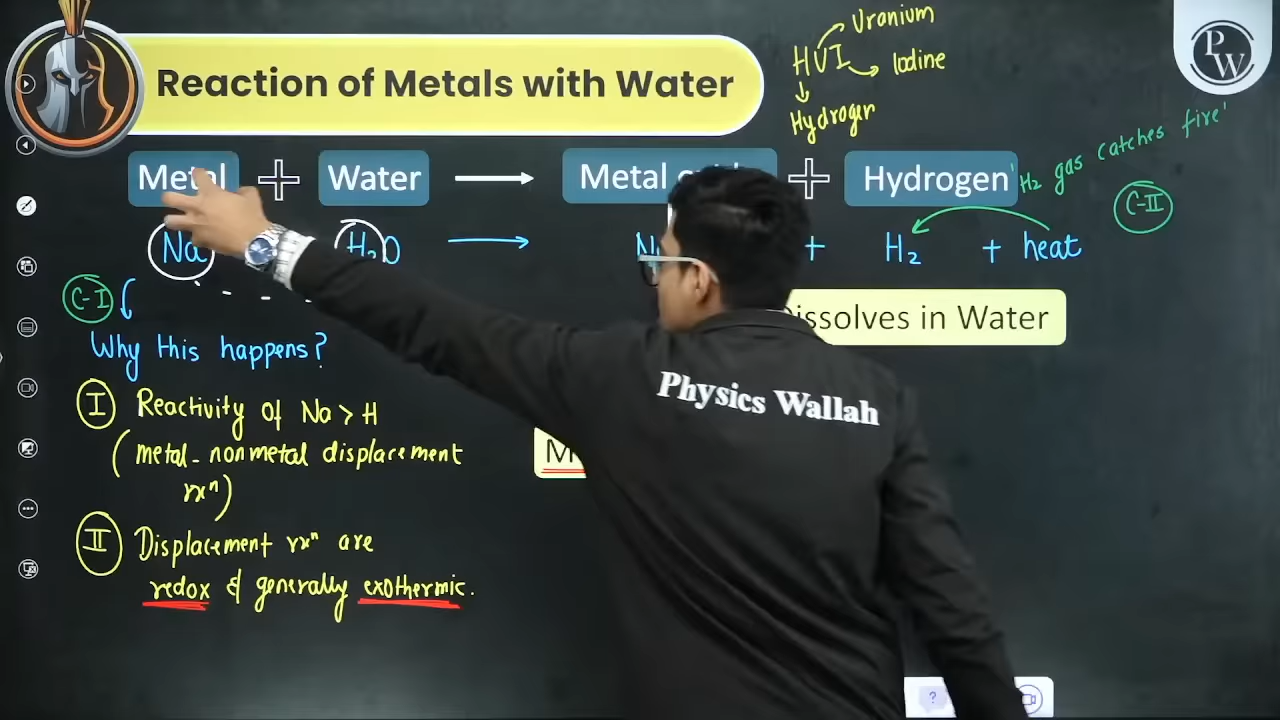 Uranium
HUI → Iodine
Hydrogen
PW
Reaction of Metals with Water
H₂ gas catches fire'
C-II
Metal + Water → Metal + Hydrogen
Na H₂O → + H₂ + heat
C-I
Dissolves in Water
Why this happens?
I Reactivity of Na > H
(metal-nonmetal displacement
rxⁿ)
II Displacement rxⁿ are
redox & generally exothermic.
Physics Wallah
?